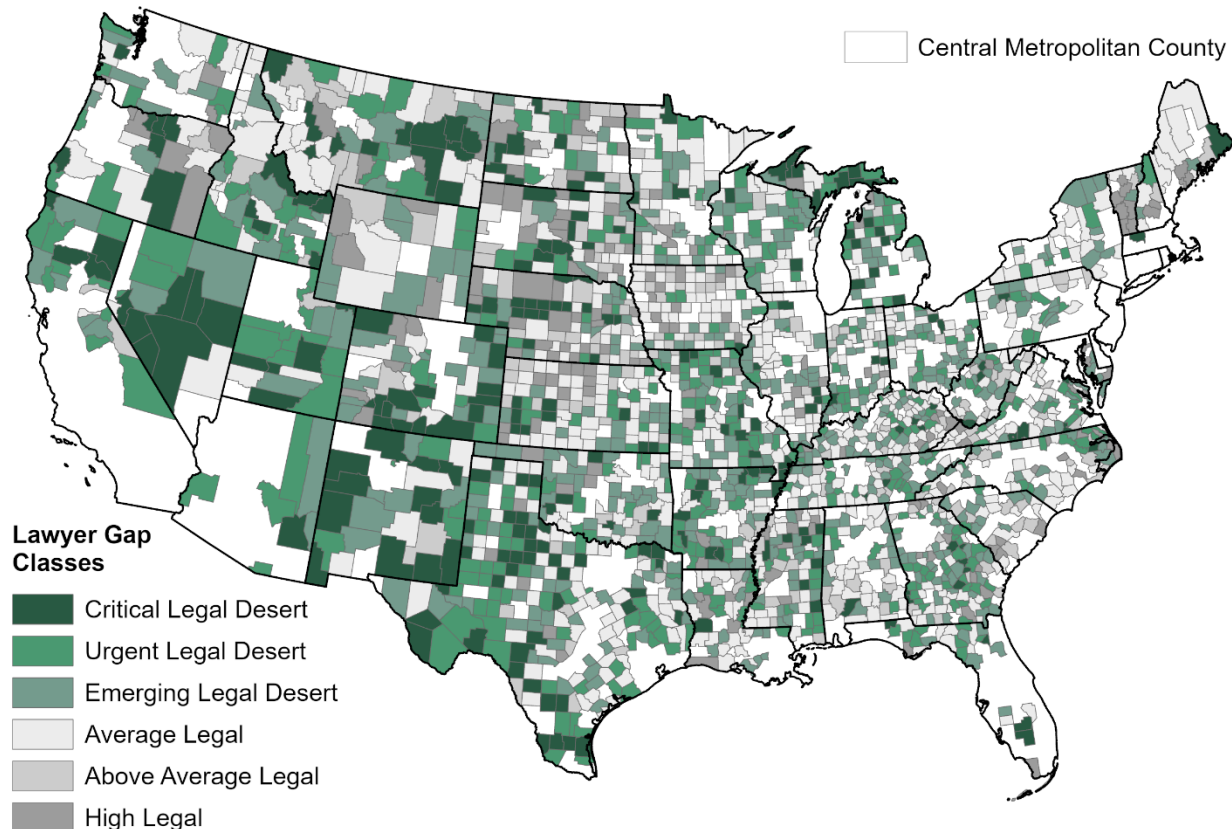 Central Metropolitan County
Lawyer Gap
Classes
Critical Legal Desert
Urgent Legal Desert
Emerging Legal Desert
Average Legal
Above Average Legal
High Legal